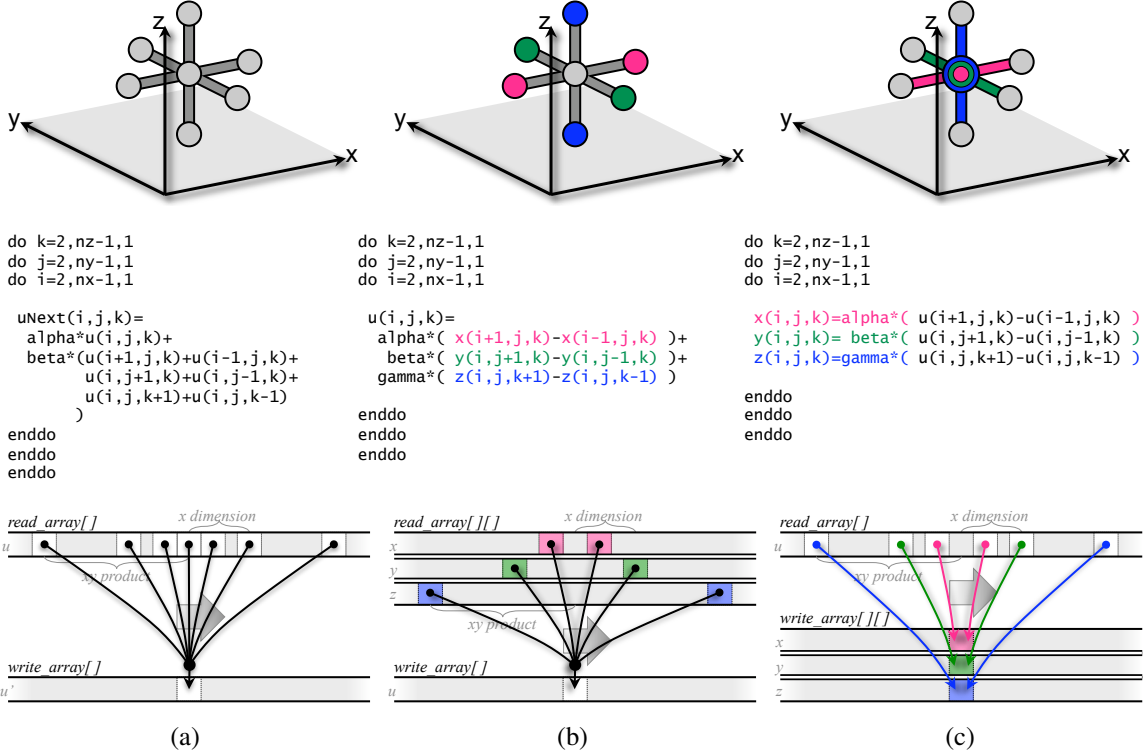 z
y
x
do k=2,nz-1,1
do j=2,ny-1,1
do i=2,nx-1,1
uNext(i,j,k)=
alpha*u(i,j,k)+
beta*(u(i+1,j,k)+u(i-1,j,k)+
u(i,j+1,k)+u(i,j-1,k)+
u(i,j,k+1)+u(i,j,k-1)
)
enddo
enddo
enddo
read_array[ ]
x dimension
u
xy product
write_array[ ]
u'
(a)
z
y
x
do k=2,nz-1,1
do j=2,ny-1,1
do i=2,nx-1,1
u(i,j,k)=
alpha*( x(i+1,j,k)-x(i-1,j,k) )+
beta*( y(i,j+1,k)-y(i,j-1,k) )+
gamma*( z(i,j,k+1)-z(i,j,k-1) )
enddo
enddo
enddo
read_array[ ][ ]
x dimension
x
y
z
xy product
write_array[ ]
u
(b)
z
y
x
do k=2,nz-1,1
do j=2,ny-1,1
do i=2,nx-1,1
x(i,j,k)=alpha*( u(i+1,j,k)-u(i-1,j,k) )
y(i,j,k)= beta*( u(i,j+1,k)-u(i,j-1,k) )
z(i,j,k)=gamma*( u(i,j,k+1)-u(i,j,k-1) )
enddo
enddo
enddo
read_array[ ]
x dimension
u
xy product
write_array[ ][ ]
x
y
z
(c)